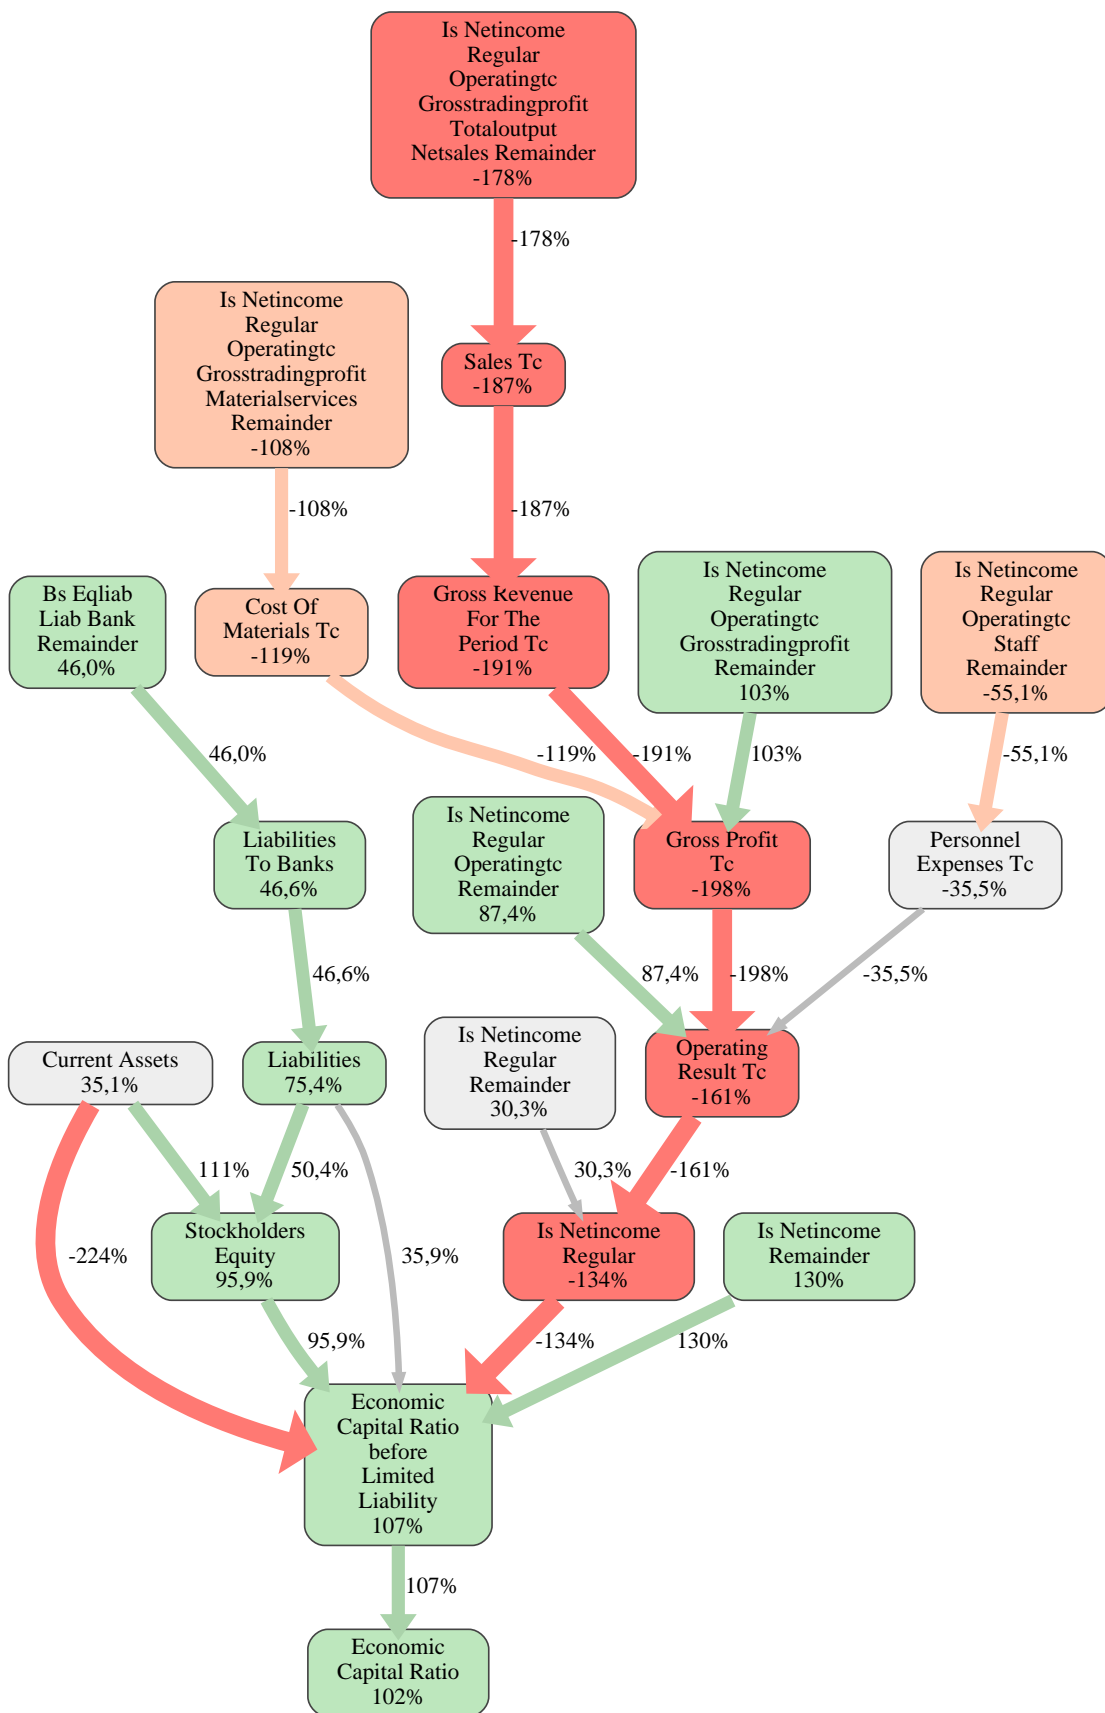 Is Netincome
Regular
Operatingtc
Grosstradingprofit
Totaloutput
Netsales Remainder
-178%
-178%
Is Netincome
Regular
Operatingtc
Grosstradingprofit
Materialservices
Remainder
-108%
Sales Tc
-187%
-108%
-187%
Bs Eqliab
Liab Bank
Remainder
46,0%
Cost Of
Materials Tc
-119%
Gross Revenue
For The
Period Tc
-191%
Is Netincome
Regular
Operatingtc
Grosstradingprofit
Remainder
103%
Is Netincome
Regular
Operatingtc
Staff
Remainder
-55,1%
46,0%
-119%
-191%
103%
-55,1%
Liabilities
To Banks
46,6%
Is Netincome
Regular
Operatingtc
Remainder
87,4%
Gross Profit
Tc
-198%
Personnel
Expenses Tc
-35,5%
46,6%
87,4%
-198%
-35,5%
Current Assets
35,1%
Liabilities
75,4%
Is Netincome
Regular
Remainder
30,3%
Operating
Result Tc
-161%
111%
50,4%
30,3%
-161%
-224%
Stockholders
Equity
95,9%
35,9%
Is Netincome
Regular
-134%
Is Netincome
Remainder
130%
95,9%
-134%
130%
Economic
Capital Ratio
before
Limited
Liability
107%
107%
Economic
Capital Ratio
102%